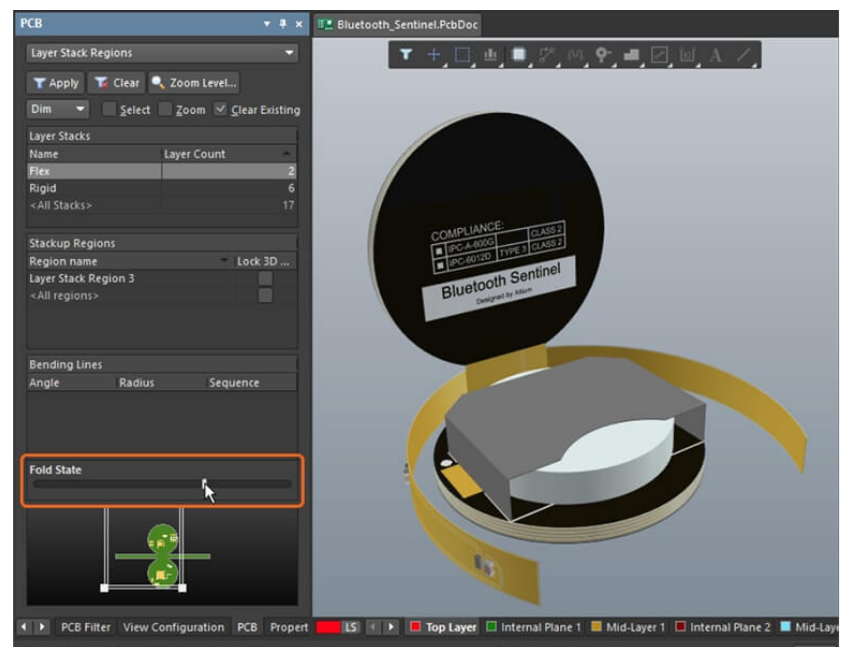 PCB
Bluetooth_Sentinel.PcbDoc
Layer Stack Regions
Apply Clear Zoom Level...
Dim Select Zoom Clear Existing
Layer Stacks
Name Layer Count
Flex 2
Rigid 6
<All Stacks> 17
Stackup Regions
Region name Lock 3D ...
Layer Stack Region 3
<All regions>
Bending Lines
Angle Radius Sequence
Fold State
COMPLIANCE:
IPC-A-600G CLASS 2
IPC-6012D TYPE 3 CLASS 2
Bluetooth Sentinel
Designed by Altium
PCB Filter View Configuration PCB Propert
LS Top Layer Internal Plane 1 Mid-Layer 1 Internal Plane 2 Mid-Laye